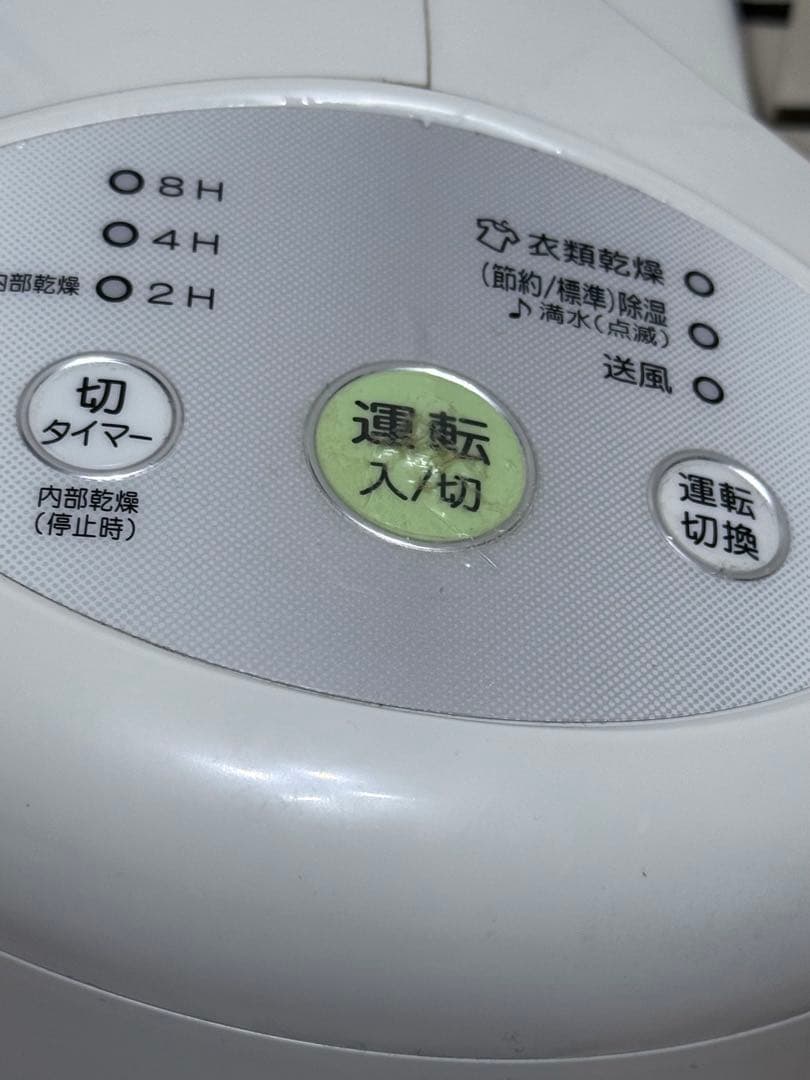 8H
4H
内部乾燥 2H
切
タイマー
内部乾燥
(停止時)
運転
入/切
衣類乾燥
(節約/標準)除湿
♪満水(点滅)
送風
運転
切換